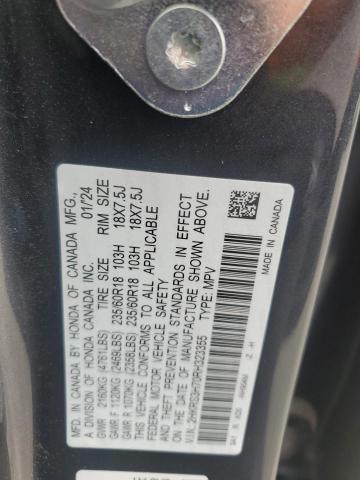 MFD. IN CANADA BY HONDA OF CANADA MFG.,
A DIVISION OF HONDA CANADA INC. 01/24
TIRE SIZE RIM SIZE
GVWR 2160KG (4761LBS)
GAWR F 1120KG (2469LBS) 235/60R18 103H 18X7.5J
GAWR R 1070KG (2358LBS) 235/60R18 103H 18X7.5J
THIS VEHICLE CONFORMS TO ALL APPLICABLE
FEDERAL MOTOR VEHICLE SAFETY STANDARDS IN EFFECT
ON THE DATE OF MANUFACTURE SHOWN ABOVE.
TYPE: MPV
MADE IN CANADA
MADE IN CANADA